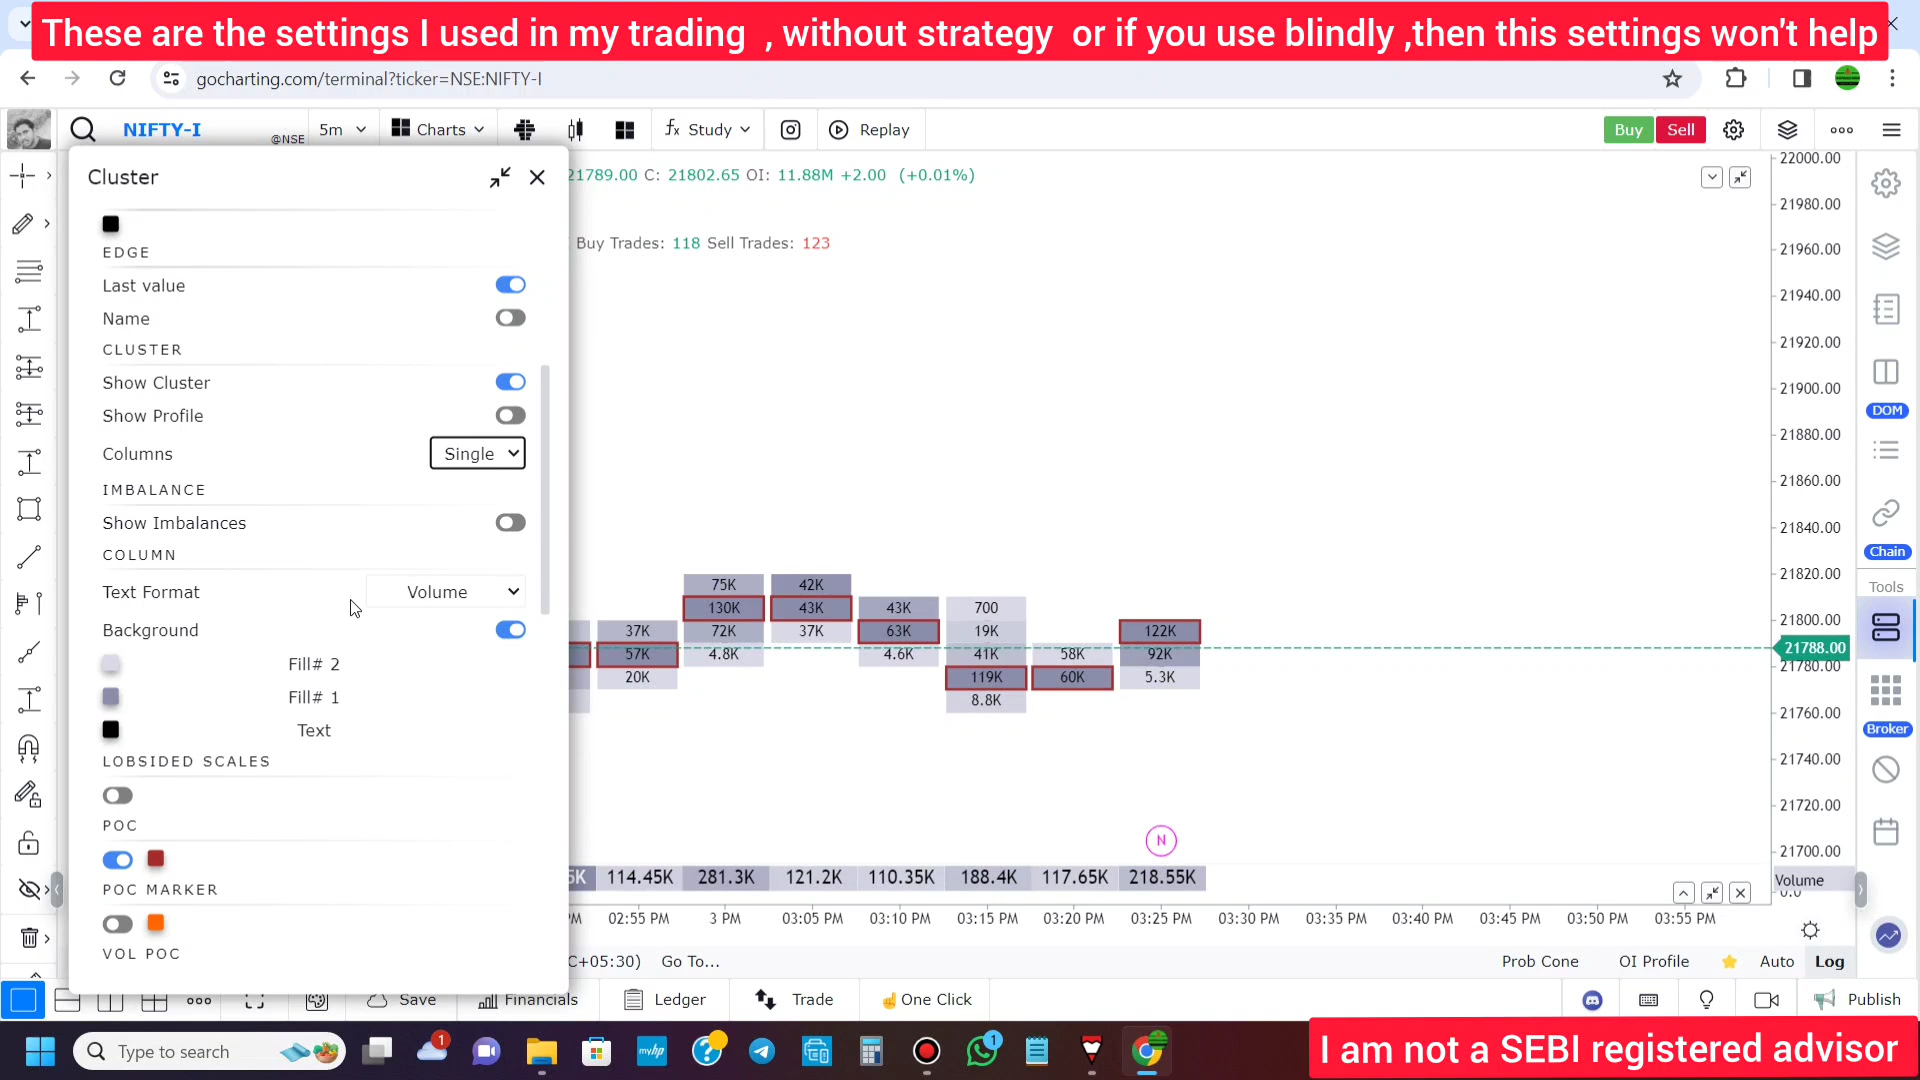 These are the settings I used in my trading , without strategy or if you use blindly ,then this settings won't help
gocharting.com/terminal?ticker=NSE:NIFTY-I
NIFTY-I
@NSE
5m
Charts
fx Study
Replay
Buy
Sell
Cluster
21789.00 C: 21802.65 OI: 11.88M +2.00 (+0.01%)
Buy Trades: 118 Sell Trades: 123
EDGE
Last value
Name
CLUSTER
Show Cluster
Show Profile
Columns
Single
IMBALANCE
Show Imbalances
COLUMN
Text Format
Volume
Background
Fill# 2
Fill# 1
Text
LOBSIDED SCALES
POC
POC MARKER
VOL POC
37K
57K
20K
75K
130K
72K
4.8K
42K
43K
37K
43K
63K
4.6K
700
19K
41K
119K
8.8K
58K
60K
122K
92K
5.3K
N
5K
114.45K
281.3K
121.2K
110.35K
188.4K
117.65K
218.55K
02:55 PM
3 PM
03:05 PM
03:10 PM
03:15 PM
03:20 PM
03:25 PM
03:30 PM
03:35 PM
03:40 PM
03:45 PM
03:50 PM
03:55 PM
22000.00
21980.00
21960.00
21940.00
21920.00
21900.00
21880.00
21860.00
21840.00
21820.00
21800.00
21788.00
21780.00
21760.00
21740.00
21720.00
21700.00
Volume
DOM
Chain
Tools
Broker
C+05:30)
Go To...
Prob Cone
OI Profile
Auto
Log
Save
Financials
Ledger
Trade
One Click
Publish
Type to search
1
myhp
1
I am not a SEBI registered advisor